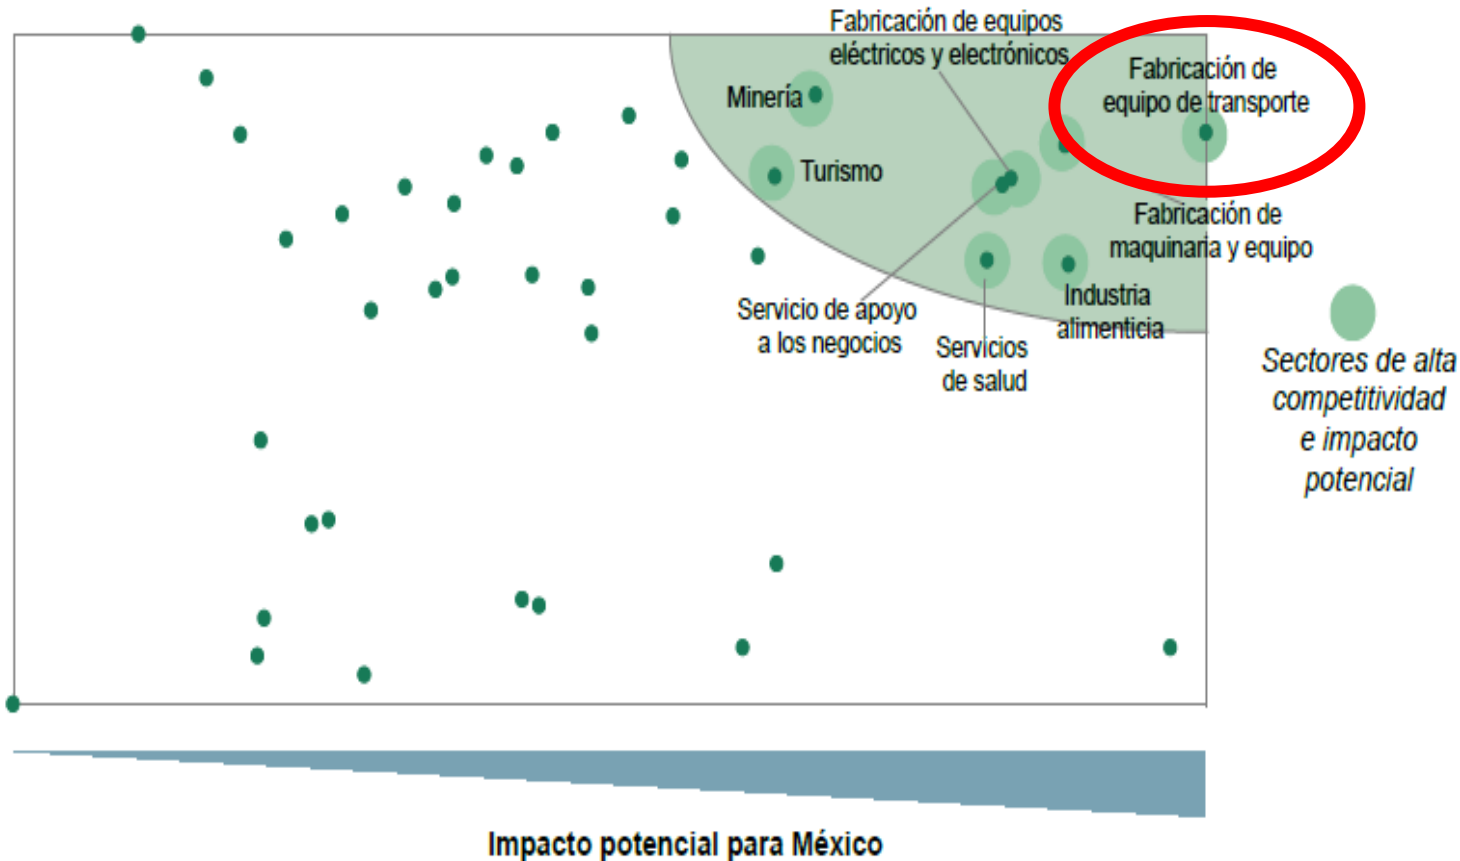 Fabricación de equipos
eléctricos y electrónicos
Fabricación de
equipo de transporte
Minería
Turismo
Fabricación de
maquinaria y equipo
Servicio de apoyo
a los negocios
Servicios
de salud
Industria
alimenticia
Sectores de alta
competitividad
e impacto
potencial
Impacto potencial para México